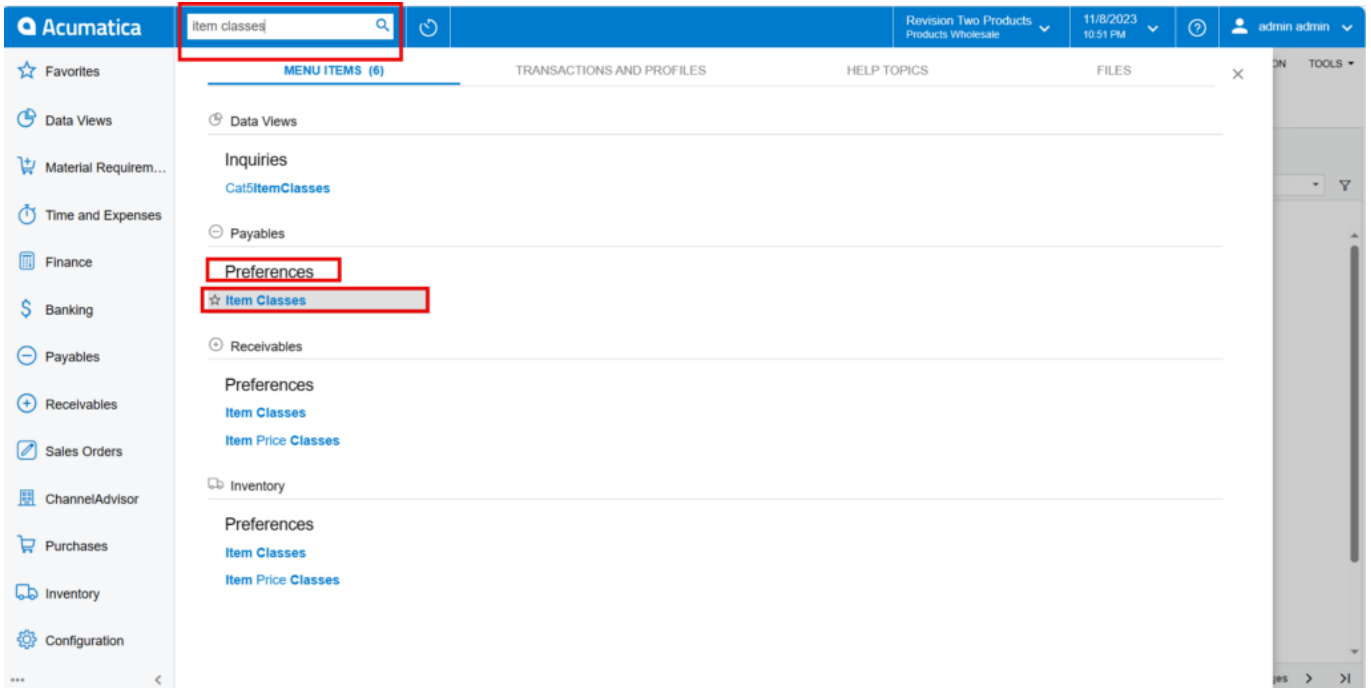 Acumatica
item classes
Revision Two Products
Products Wholesale
11/8/2023
10:51 PM
admin admin
Favorites
Data Views
Material Requirem...
Time and Expenses
Finance
Banking
Payables
Receivables
Sales Orders
ChannelAdvisor
Purchases
Inventory
Configuration
MENU ITEMS (6)
TRANSACTIONS AND PROFILES
HELP TOPICS
FILES
Data Views
Inquiries
Cat5ItemClasses
Payables
Preferences
Item Classes
Receivables
Preferences
Item Classes
Item Price Classes
Inventory
Preferences
Item Classes
Item Price Classes
TOOLS